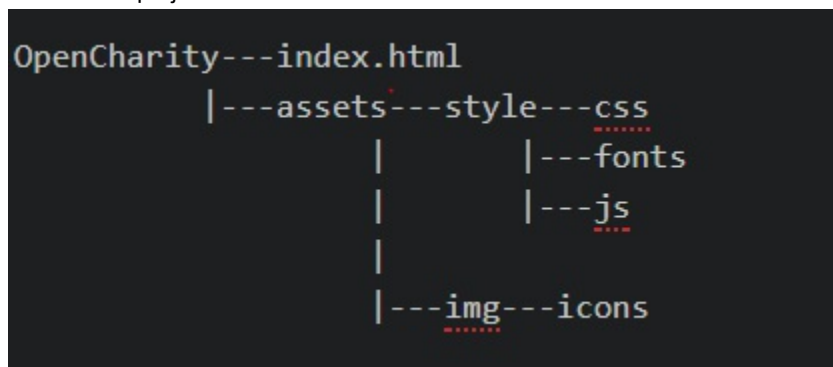 OpenCharity---index.html
|---assets---style---css
| |---fonts
| |---js
|
|---img---icons